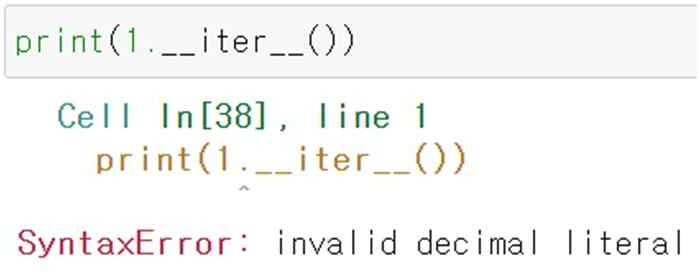 print(1.__iter__())
Cell In[38], line 1
print(1.__iter__())
^
SyntaxError: invalid decimal literal